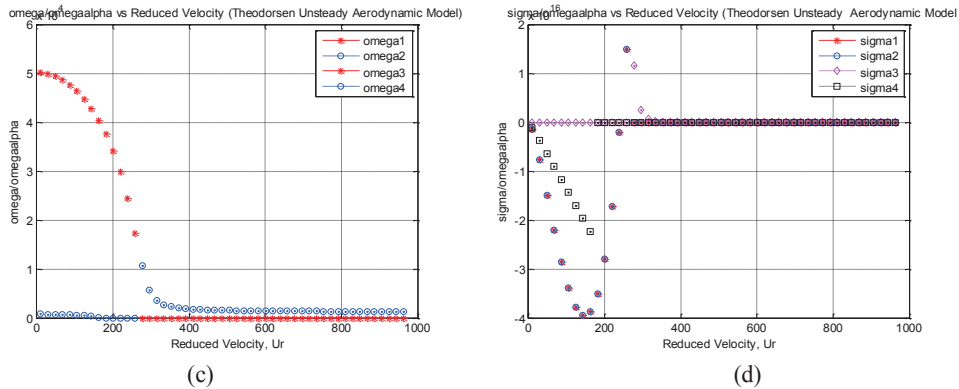 omega/omegaalpha vs Reduced Velocity (Theodorsen Unsteady Aerodynamic Model)
x 10^4
6
5
4
3
2
1
0
0 200 400 600 800 1000
omega/omegaalpha
Reduced Velocity, Ur
omega1
omega2
omega3
omega4
(c)
sigma/omegaalpha vs Reduced Velocity (Theodorsen Unsteady Aerodynamic Model
x 10^16
2
1
0
-1
-2
-3
-4
0 200 400 600 800 1000
sigma/omegaalpha
Reduced Velocity, Ur
sigma1
sigma2
sigma3
sigma4
(d)